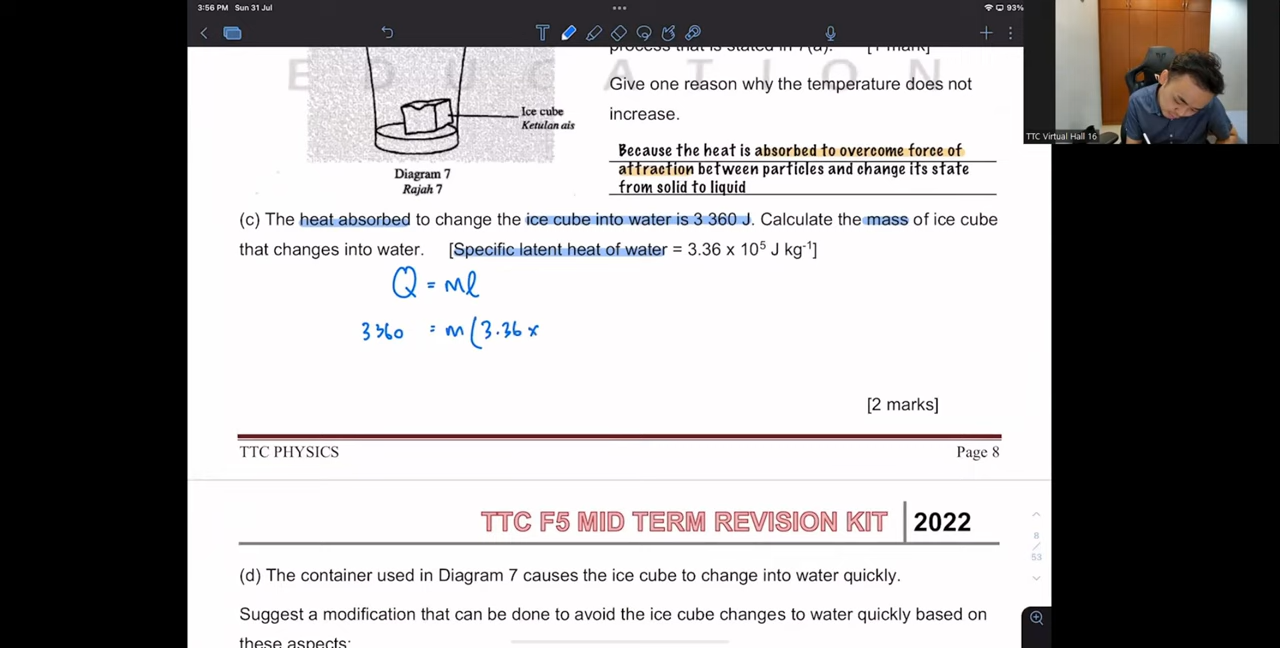 3:56 PM Sun 31 Jul
93%
process that is stated in 7(a). [1 mark]
EDUCATION
Give one reason why the temperature does not
increase.
Ice cube
Ketulan ais
Because the heat is absorbed to overcome force of
attraction between particles and change its state
from solid to liquid
Diagram 7
Rajah 7
TTC Virtual Hall 16
(c) The heat absorbed to change the ice cube into water is 3 360 J. Calculate the mass of ice cube
that changes into water. [Specific latent heat of water = 3.36 x 10⁵ J kg⁻¹]
Q = ml
3360 = m(3.36 x
[2 marks]
TTC PHYSICS Page 8
TTC F5 MID TERM REVISION KIT 2022
8
/
53
(d) The container used in Diagram 7 causes the ice cube to change into water quickly.
Suggest a modification that can be done to avoid the ice cube changes to water quickly based on
these aspects: